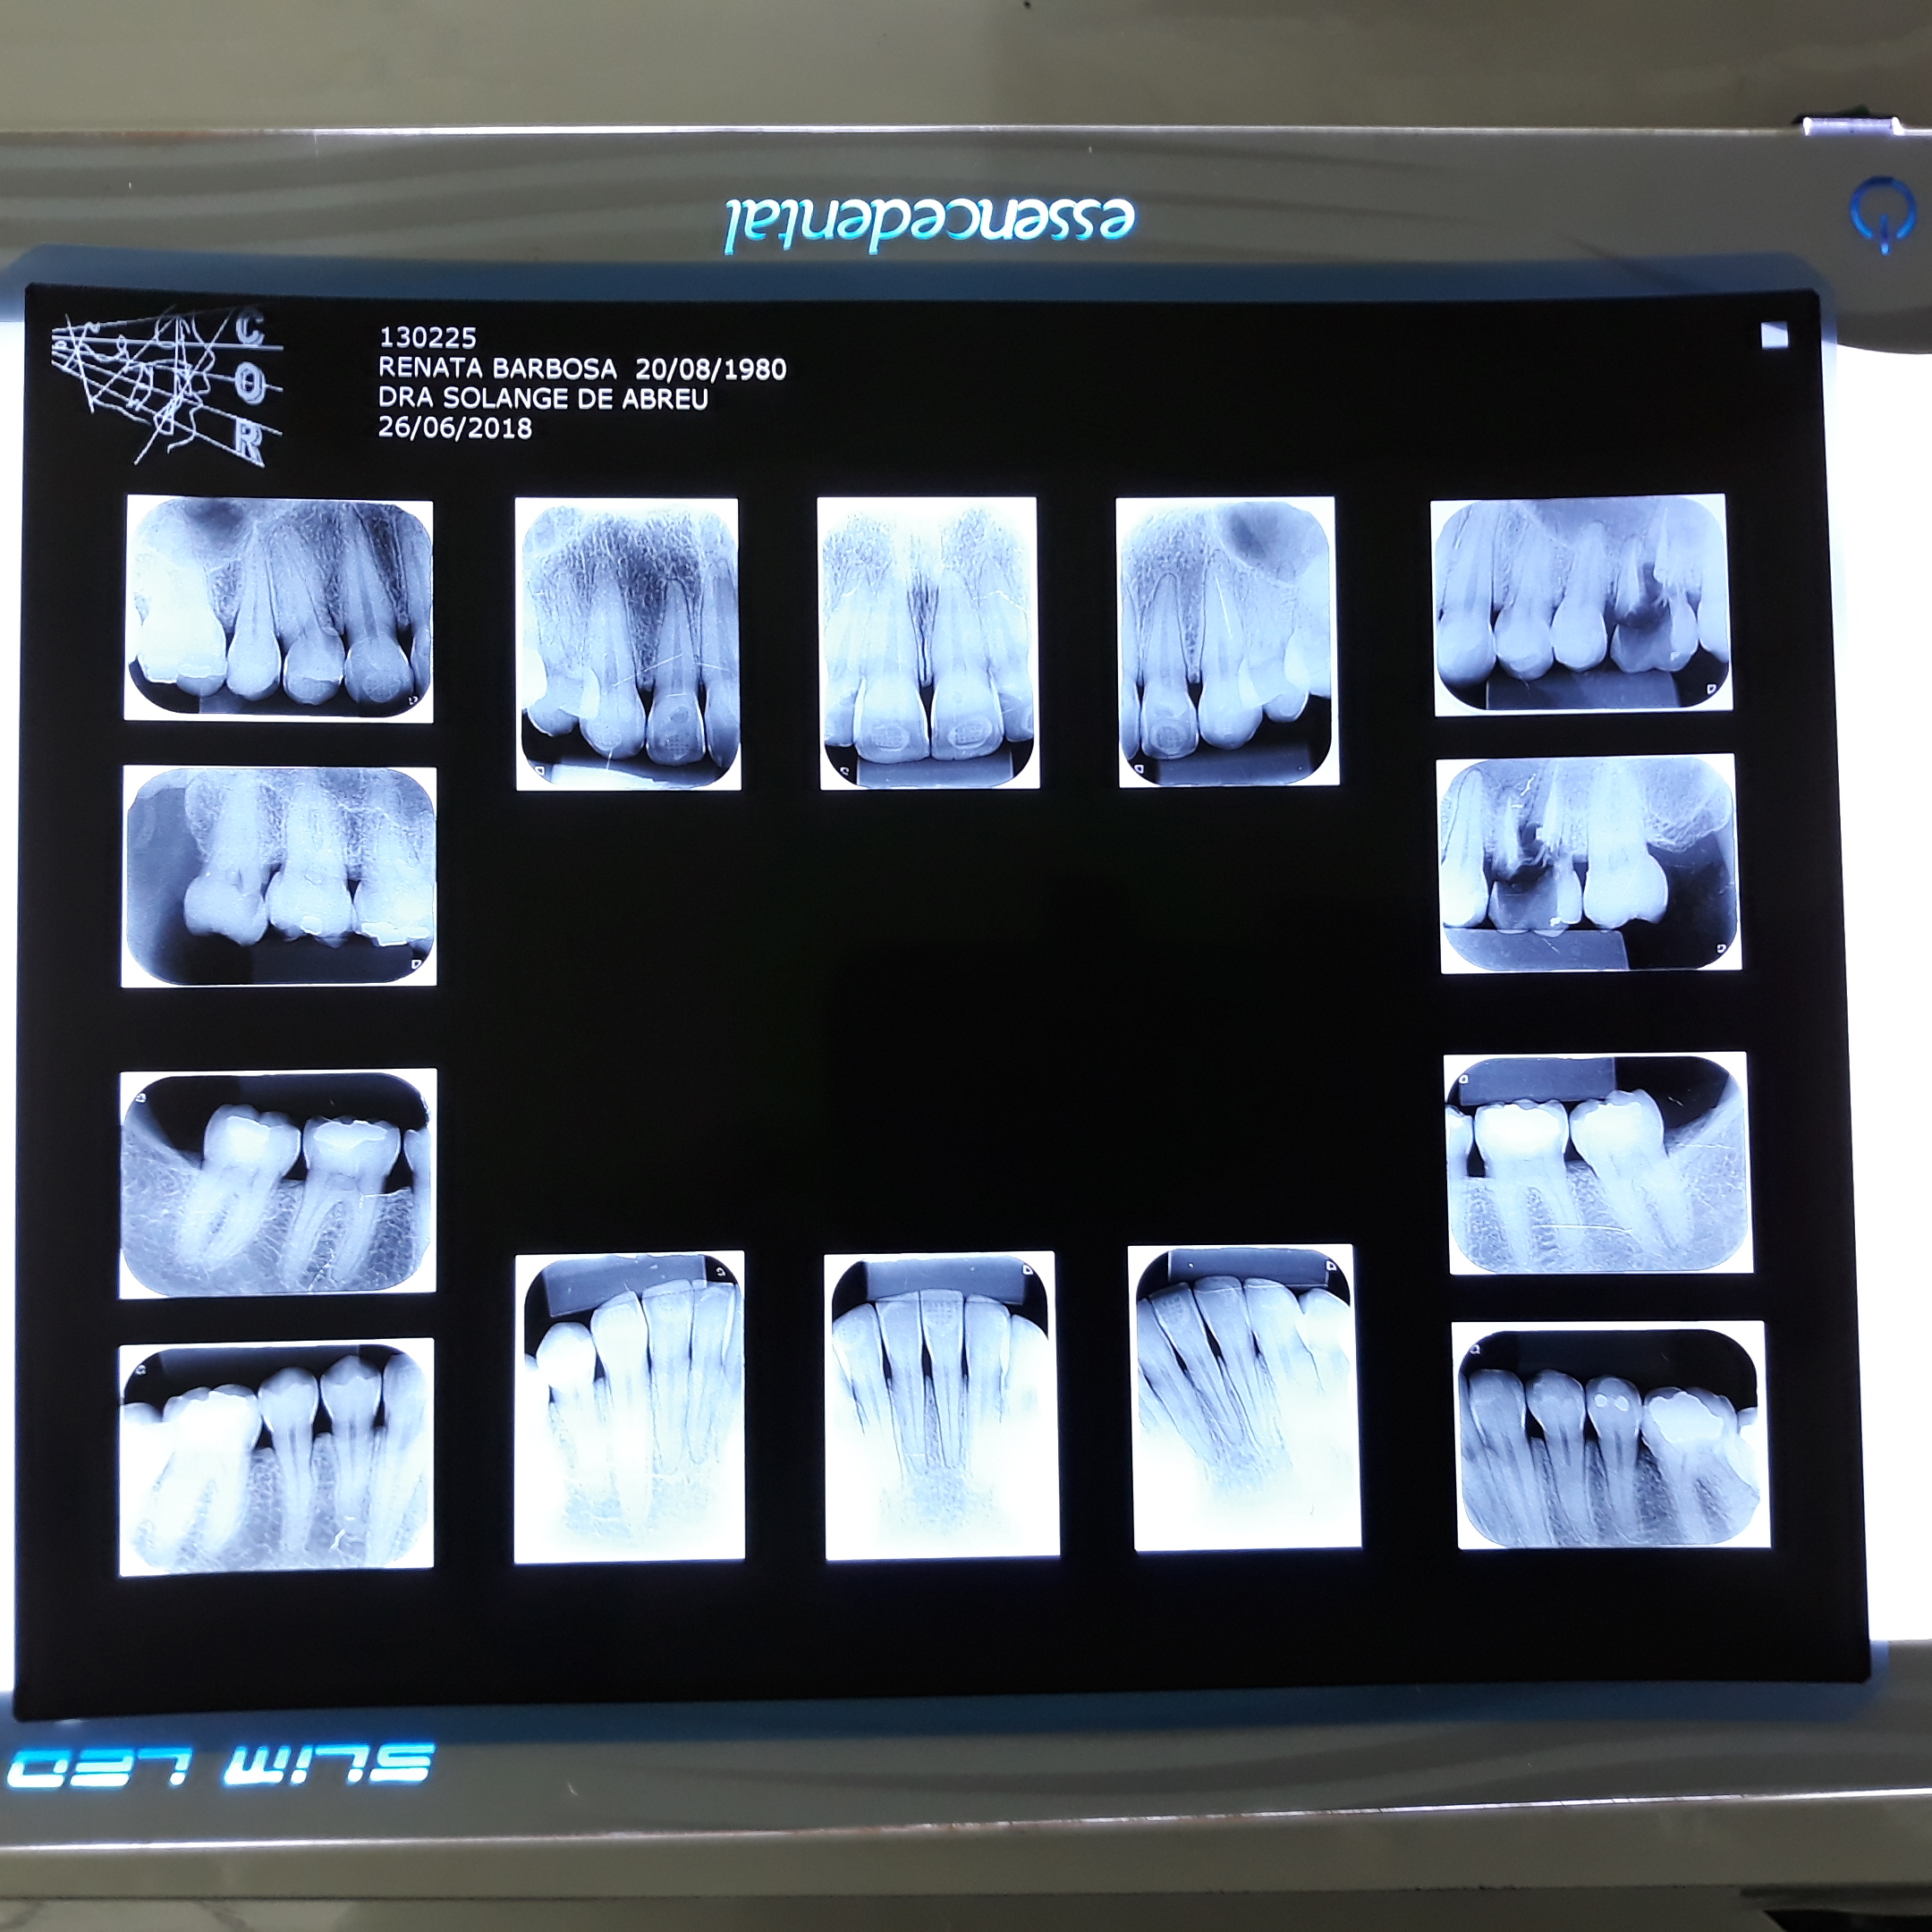 essencedental
C
O
R
130225
RENATA BARBOSA 20/08/1980
DRA SOLANGE DE ABREU
26/06/2018
SLIM LED